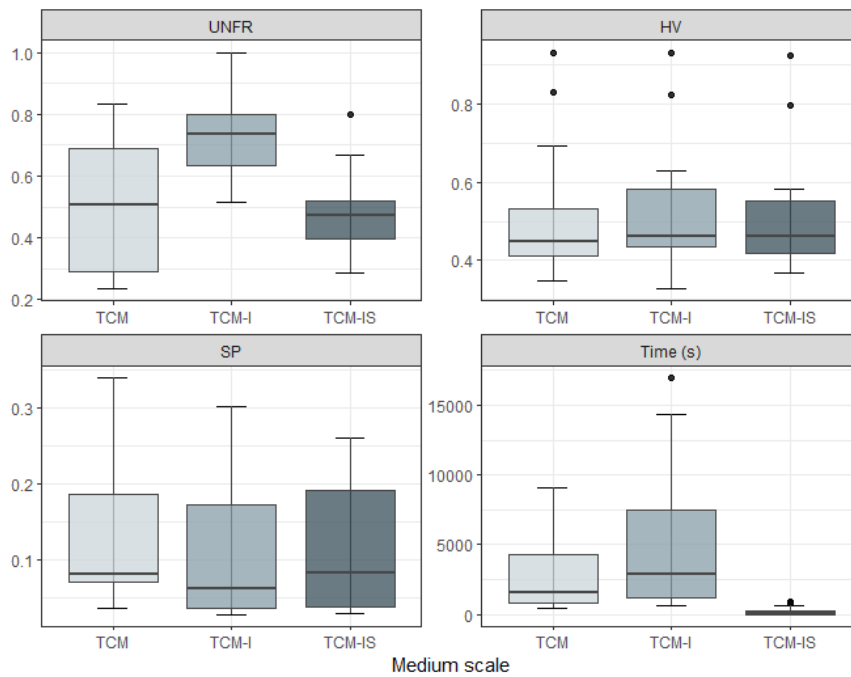 UNFR
HV
1.0
0.8
0.6
0.4
0.2
0.8
0.6
0.4
TCM TCM-I TCM-IS
TCM TCM-I TCM-IS
SP
Time (s)
0.3
0.2
0.1
15000
10000
5000
0
TCM TCM-I TCM-IS
TCM TCM-I TCM-IS
Medium scale